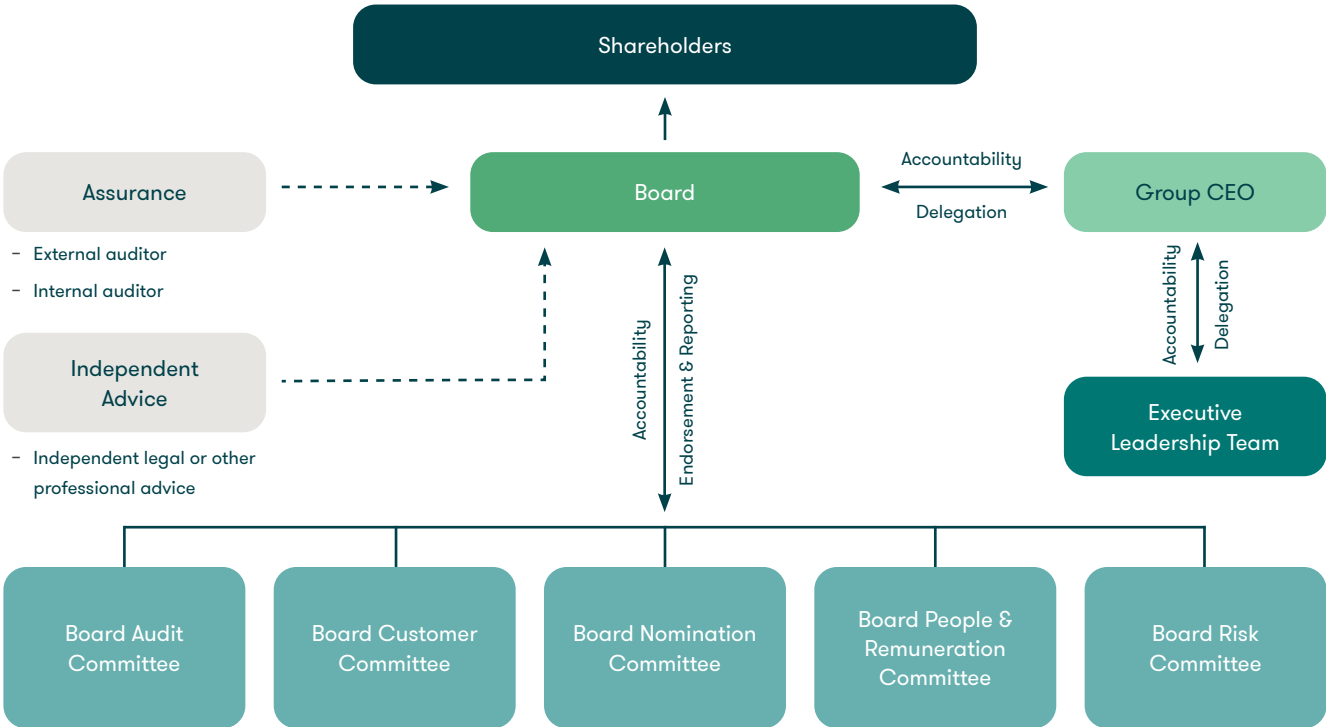 Shareholders
Assurance
– External auditor
– Internal auditor
Board
Accountability
Delegation
Group CEO
Accountability
Delegation
Independent
Advice
– Independent legal or other
professional advice
Accountability
Endorsement & Reporting
Executive
Leadership Team
Board Audit
Committee
Board Customer
Committee
Board Nomination
Committee
Board People &
Remuneration
Committee
Board Risk
Committee